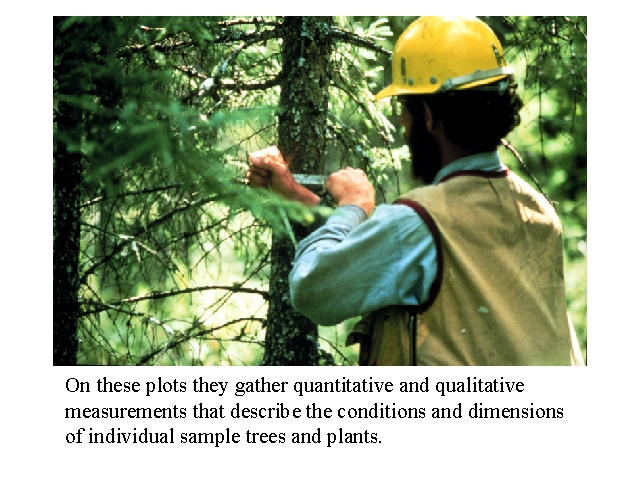 On these plots they gather quantitative and qualitative
measurements that describe the conditions and dimensions
of individual sample trees and plants.